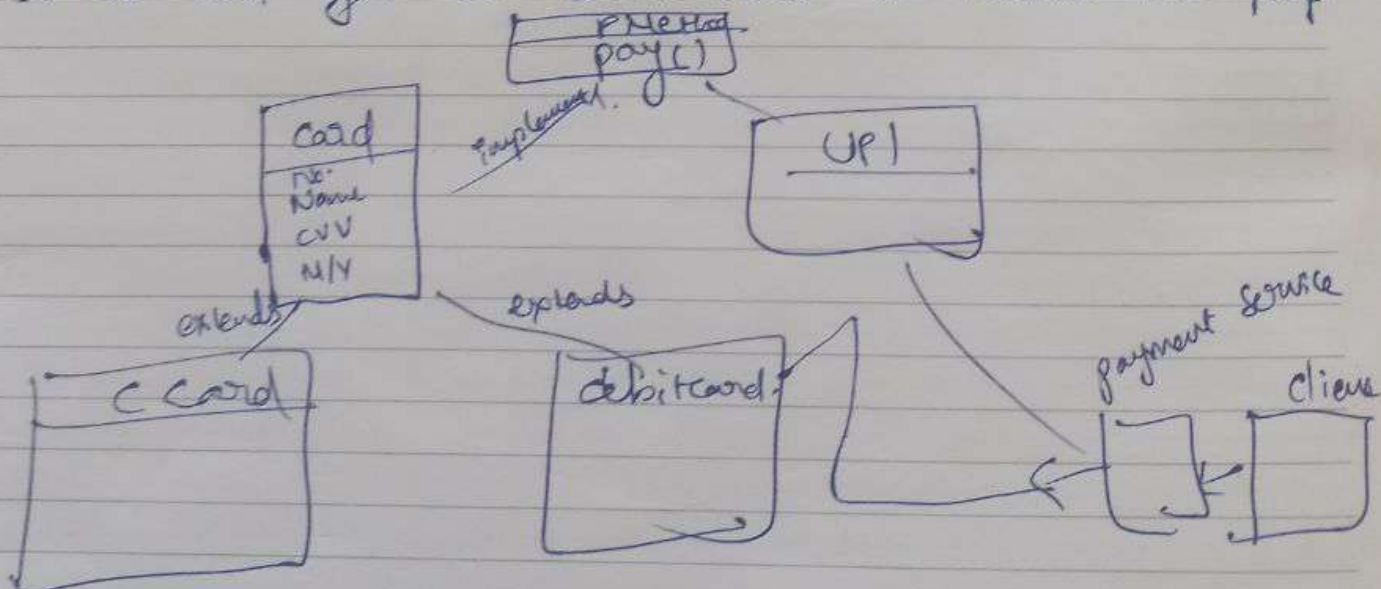 PMethod
pay()
Card
No.
Name
CVV
M/Y
implement.
UPI
extends
extends
C Card
debitcard
payment service
Client